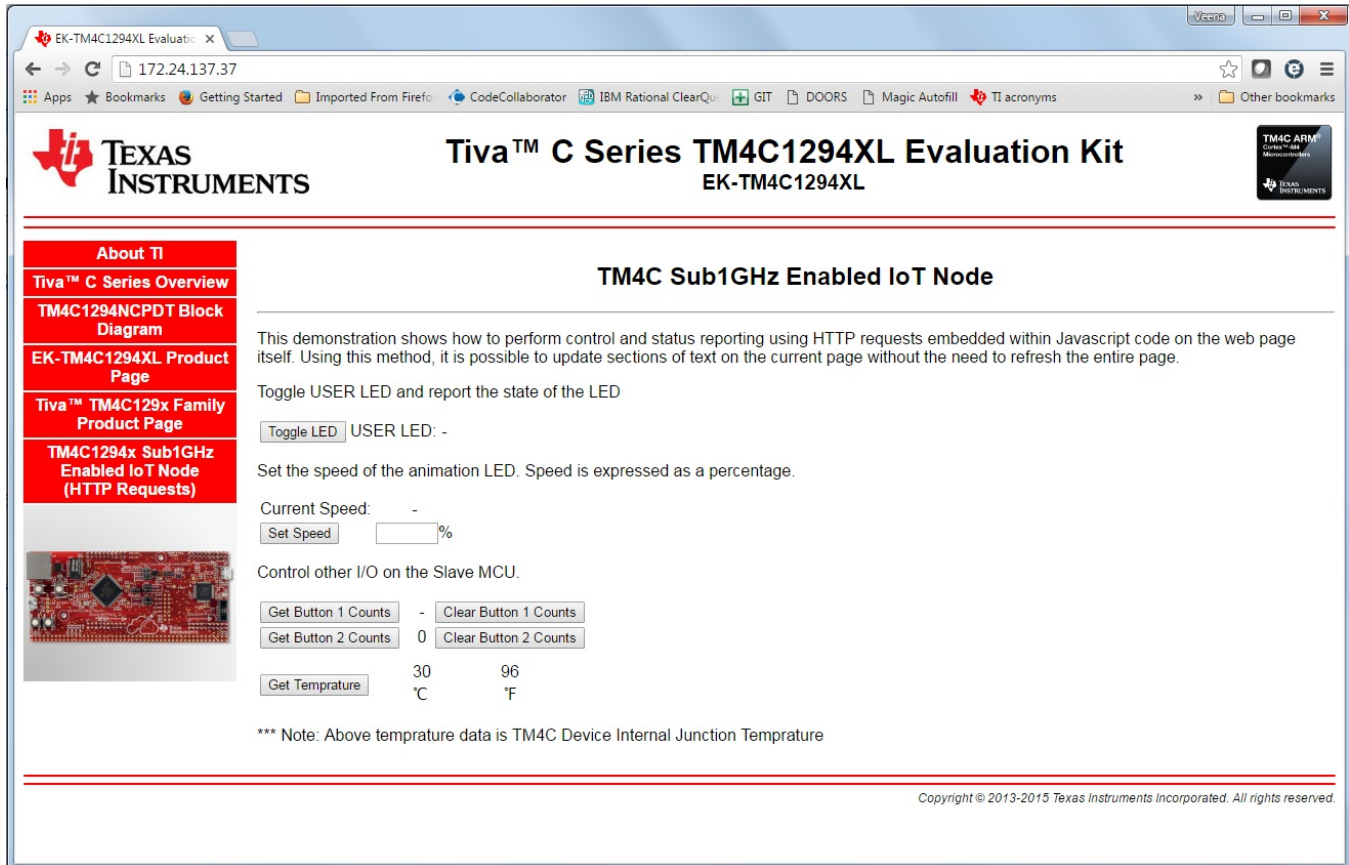 Veena
EK-TM4C1294XL Evaluatio
172.24.137.37
Apps Bookmarks Getting Started Imported From Firefo CodeCollaborator IBM Rational ClearQu GIT DOORS Magic Autofill TI acronyms » Other bookmarks
TEXAS
INSTRUMENTS
Tiva™ C Series TM4C1294XL Evaluation Kit
EK-TM4C1294XL
TM4C ARM®
Cortex™-M4
Microcontrollers
TEXAS
INSTRUMENTS
About TI
Tiva™ C Series Overview
TM4C1294NCPDT Block
Diagram
EK-TM4C1294XL Product
Page
Tiva™ TM4C129x Family
Product Page
TM4C1294x Sub1GHz
Enabled IoT Node
(HTTP Requests)
TM4C Sub1GHz Enabled IoT Node
This demonstration shows how to perform control and status reporting using HTTP requests embedded within Javascript code on the web page
itself. Using this method, it is possible to update sections of text on the current page without the need to refresh the entire page.
Toggle USER LED and report the state of the LED
Toggle LED USER LED: -
Set the speed of the animation LED. Speed is expressed as a percentage.
Current Speed: -
Set Speed %
Control other I/O on the Slave MCU.
Get Button 1 Counts - Clear Button 1 Counts
Get Button 2 Counts 0 Clear Button 2 Counts
30 96
Get Temprature
℃ ℉
*** Note: Above temprature data is TM4C Device Internal Junction Temprature
Copyright © 2013-2015 Texas Instruments Incorporated. All rights reserved.